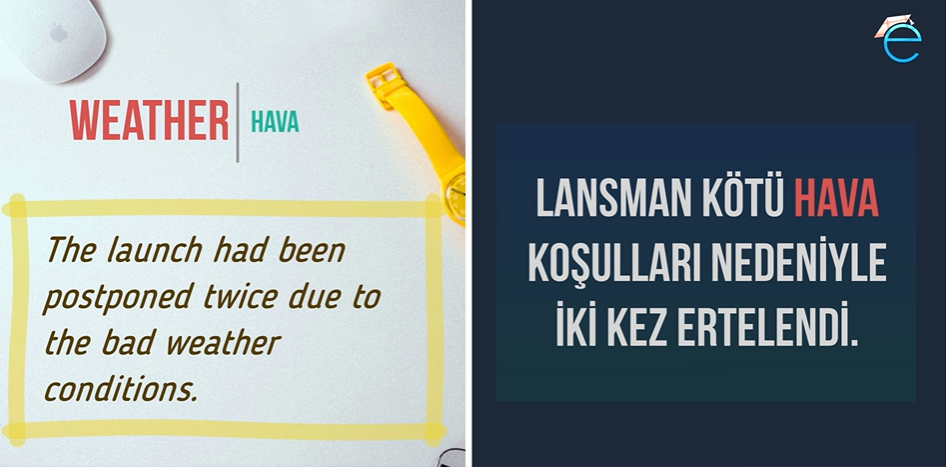 WEATHER
HAVA
The launch had been
postponed twice due to
the bad weather
conditions.
LANSMAN KÖTÜ HAVA
KOŞULLARI NEDENİYLE
İKİ KEZ ERTELENDİ.